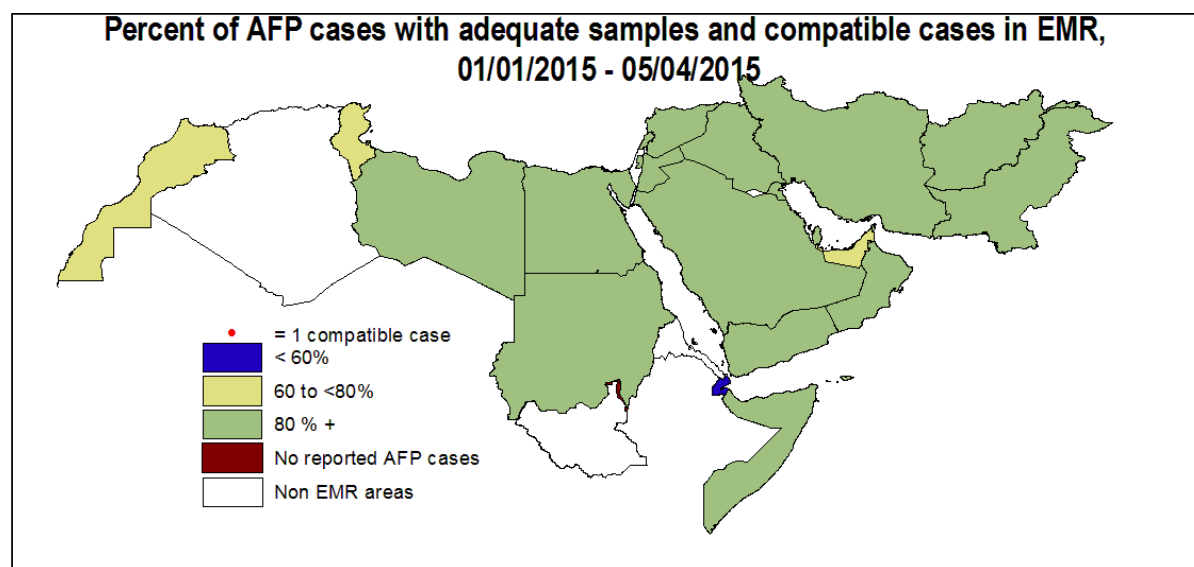 Percent of AFP cases with adequate samples and compatible cases in EMR,
01/01/2015 - 05/04/2015
= 1 compatible case
< 60%
60 to <80%
80 % +
No reported AFP cases
Non EMR areas